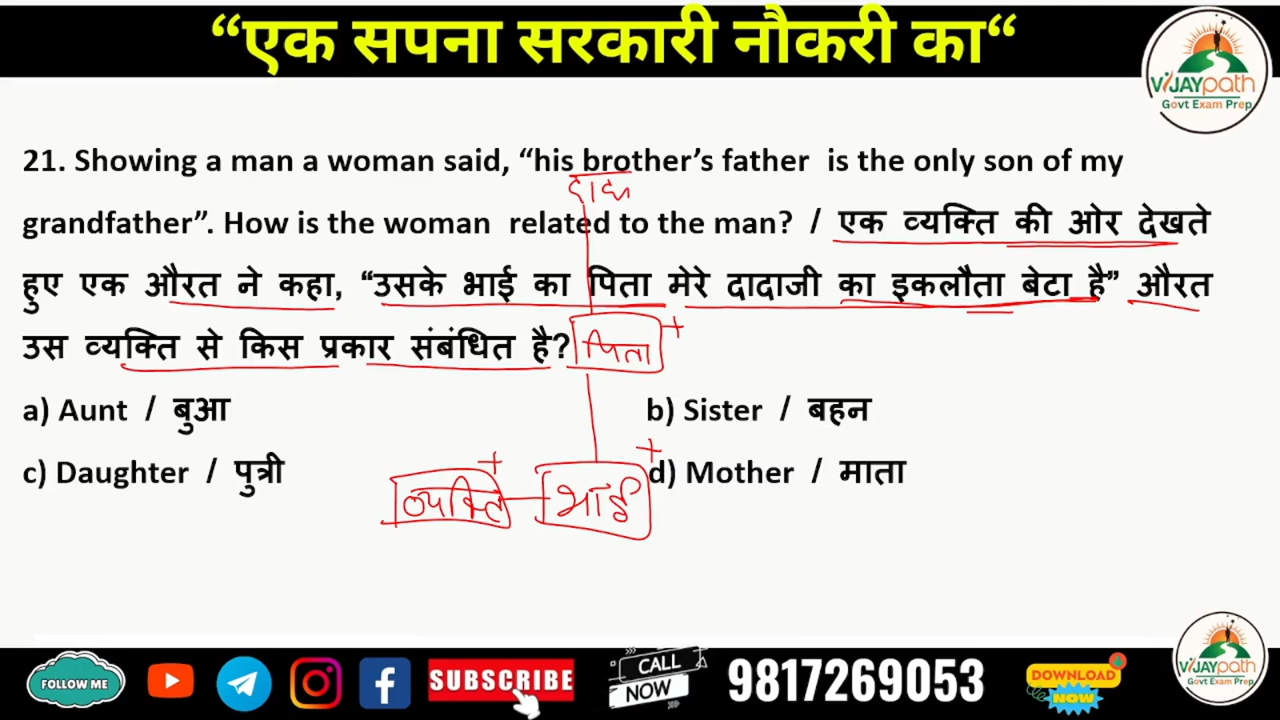 “एक सपना सरकारी नौकरी का“
VIJAYpath
Govt Exam Prep
21. Showing a man a woman said, “his brother’s father is the only son of my
दादा
grandfather”. How is the woman related to the man? / एक व्यक्ति की ओर देखते
हुए एक औरत ने कहा, “उसके भाई का पिता मेरे दादाजी का इकलौता बेटा है” औरत
उस व्यक्ति से किस प्रकार संबंधित है?
पिता +
a) Aunt / बुआ b) Sister / बहन
c) Daughter / पुत्री d) Mother / माता
+ +
व्यक्ति भाई
VIJAYpath
Govt Exam Prep
FOLLOW ME SUBSCRIBE CALL NOW 9817269053 DOWNLOAD NOW